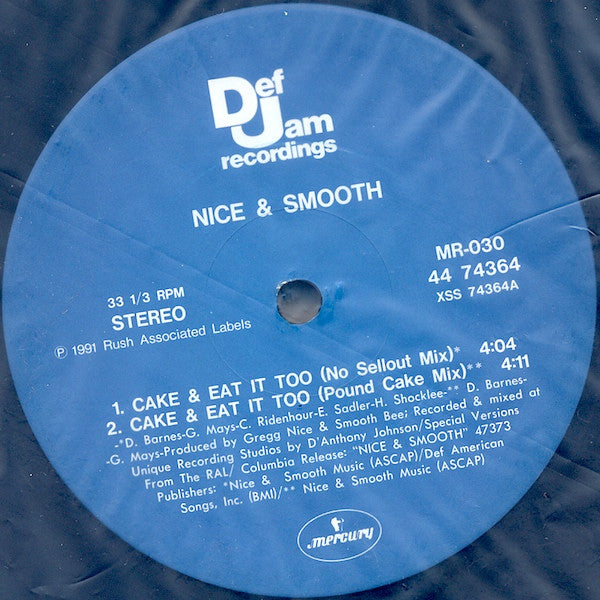 Def
Jam
recordings
NICE & SMOOTH
MR-030
44 74364
XSS 74364A
33 1/3 RPM
STEREO
Ⓟ 1991 Rush Associated Labels
1. CAKE & EAT IT TOO (No Sellout Mix)* 4:04
2. CAKE & EAT IT TOO (Pound Cake Mix)** 4:11
-*D. Barnes-G. Mays-C. Ridenhour-E. Sadler-H. Shocklee-** D. Barnes-
-G. Mays-Produced by Gregg Nice & Smooth Bee; Recorded & mixed at
Unique Recording Studios by D'Anthony Johnson/Special Versions
From The RAL/ Columbia Release: "NICE & SMOOTH" 47373
Publishers: *Nice & Smooth Music (ASCAP)/Def American
Songs, Inc. (BMI)/** Nice & Smooth Music (ASCAP)
mercury